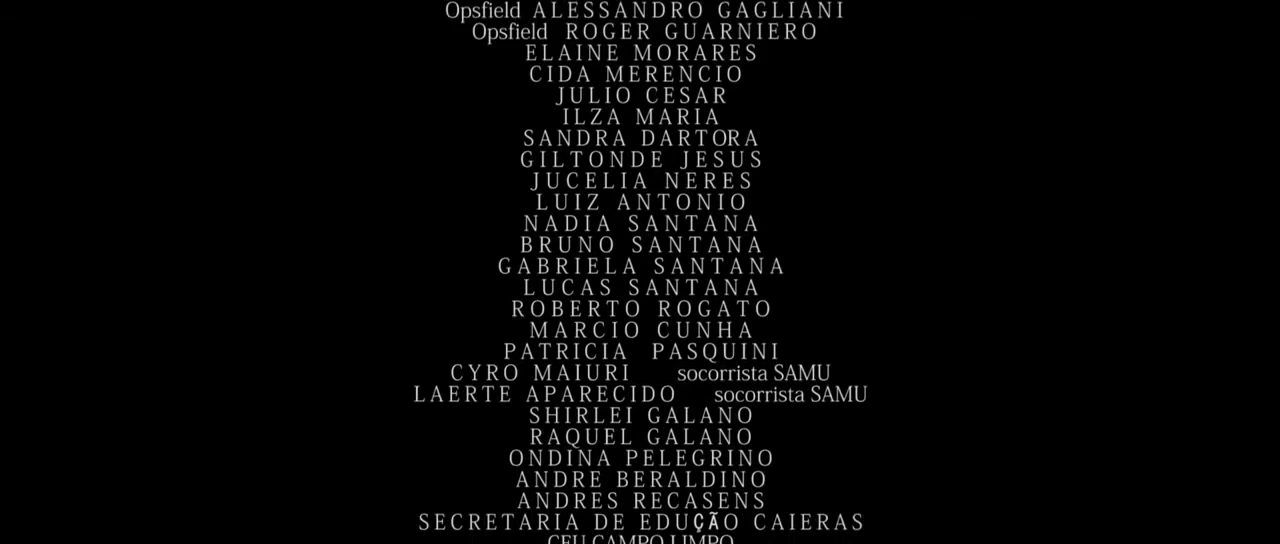 Opsfield ALESSANDRO GAGLIANI
Opsfield ROGER GUARNIERO
ELAINE MORARES
CIDA MERENCIO
JULIO CESAR
ILZA MARIA
SANDRA DARTORA
GILTONDE JESUS
JUCELIA NERES
LUIZ ANTONIO
NADIA SANTANA
BRUNO SANTANA
GABRIELA SANTANA
LUCAS SANTANA
ROBERTO ROGATO
MARCIO CUNHA
PATRICIA PASQUINI
CYRO MAIURI socorrista SAMU
LAERTE APARECIDO socorrista SAMU
SHIRLEI GALANO
RAQUEL GALANO
ONDINA PELEGRINO
ANDRE BERALDINO
ANDRES RECASENS
SECRETARIA DE EDUÇÃO CAIERAS
CEU CAMPO LIMPO